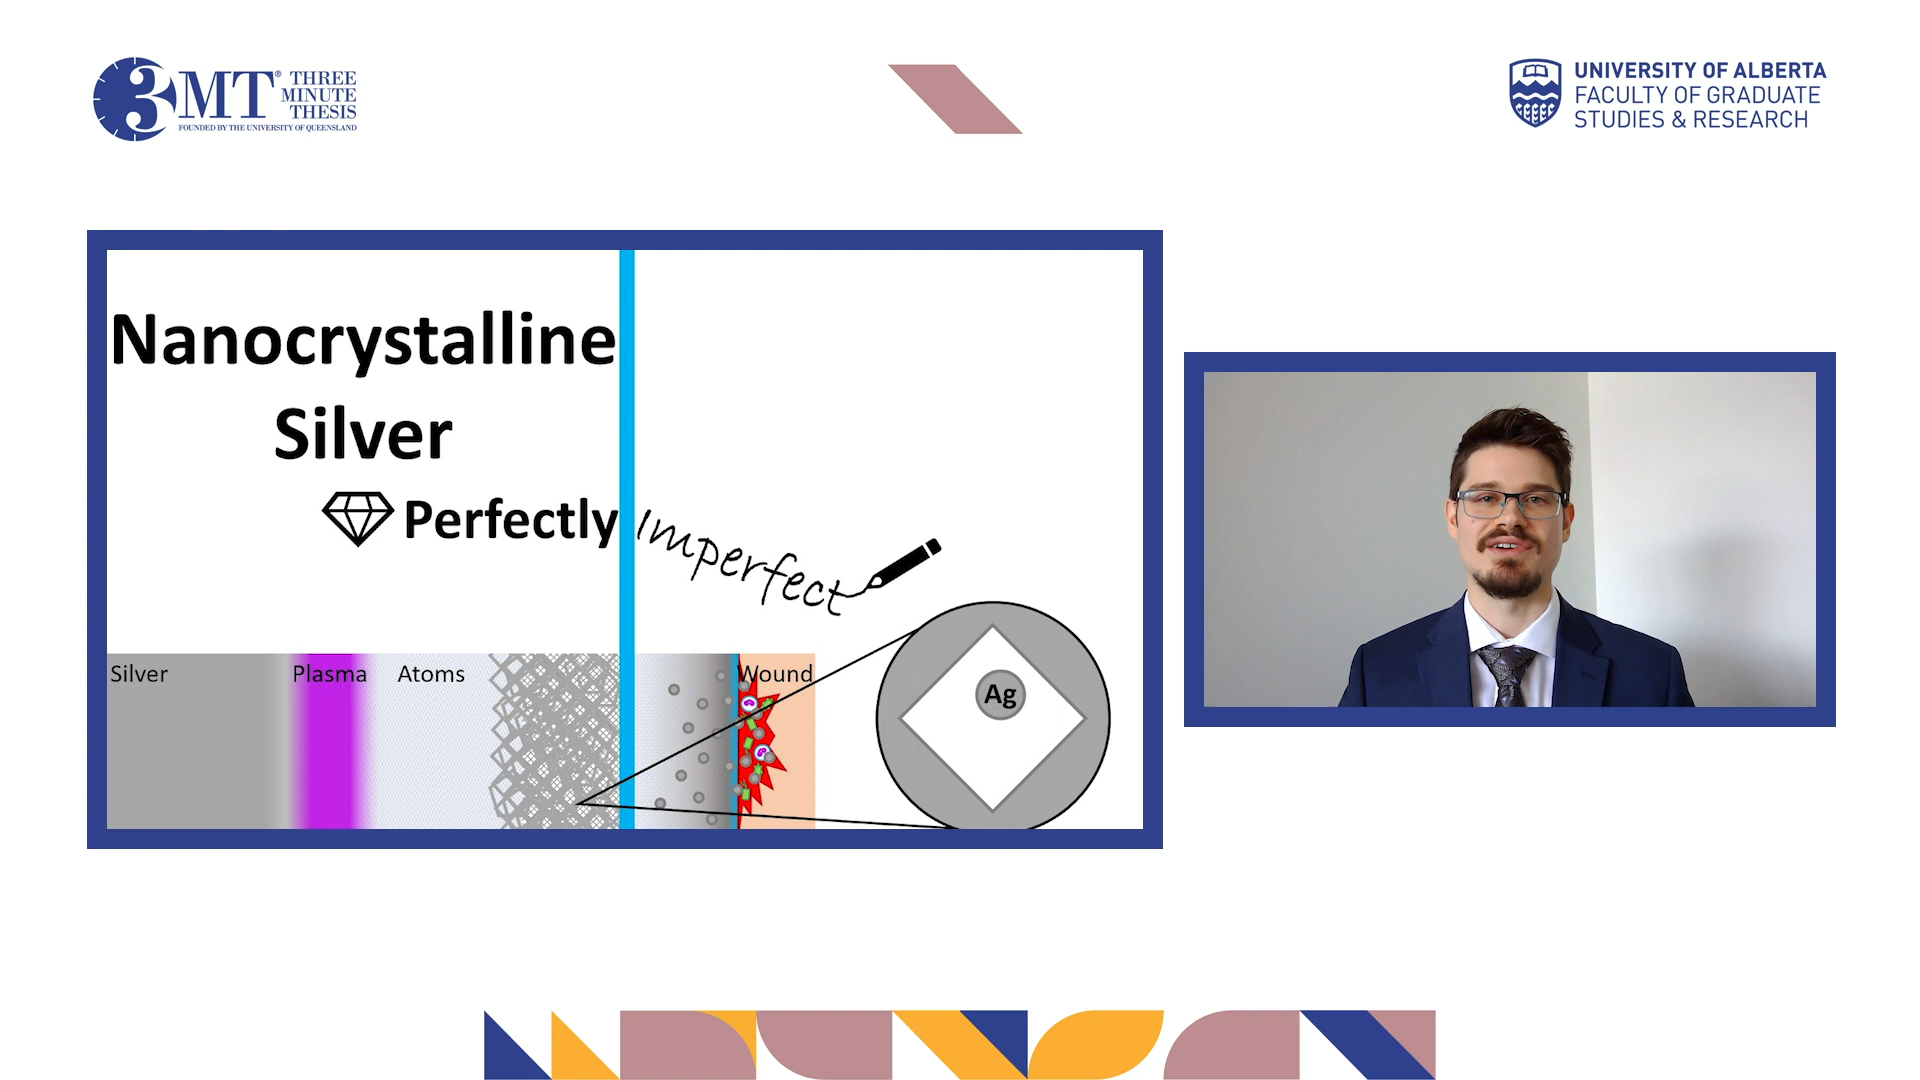 3MT® THREE
MINUTE
THESIS
FOUNDED BY THE UNIVERSITY OF QUEENSLAND
UNIVERSITY OF ALBERTA
FACULTY OF GRADUATE
STUDIES & RESEARCH
Nanocrystalline
Silver
Perfectly Imperfect
Silver Plasma Atoms Wound
Ag